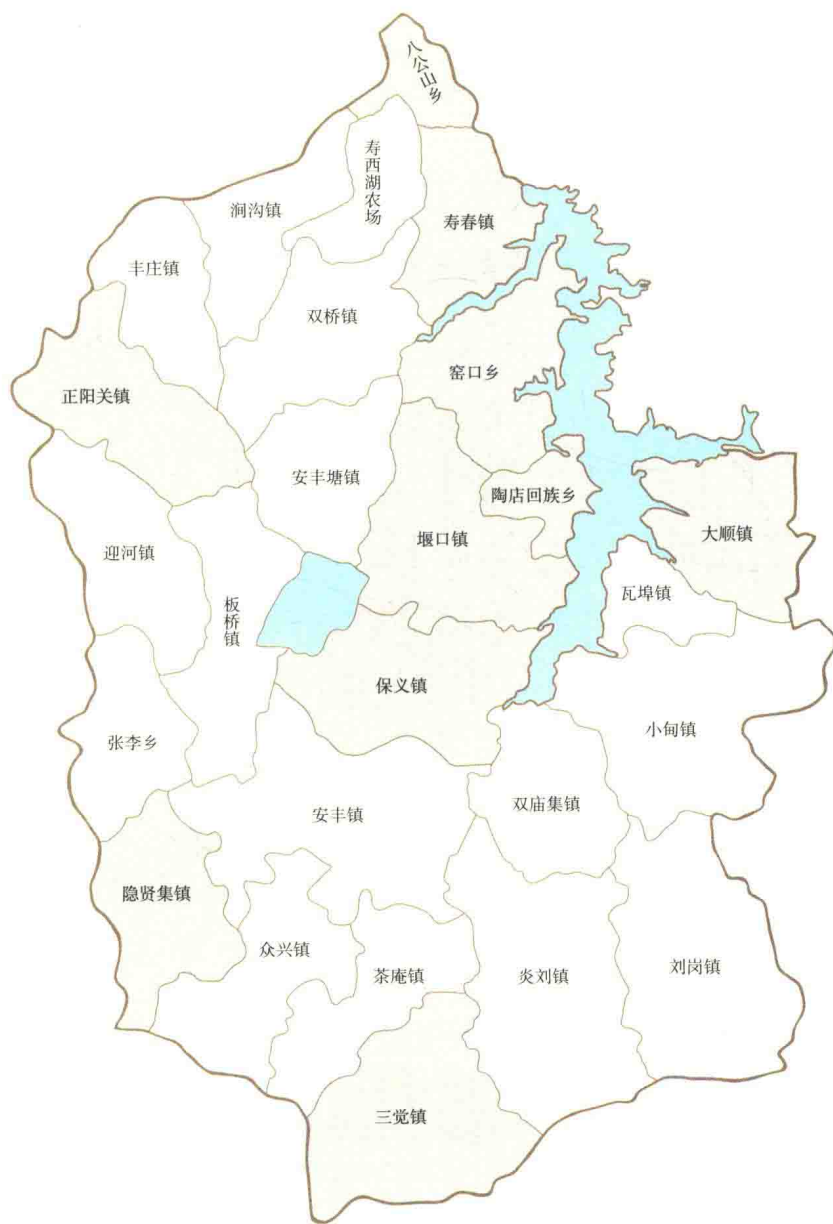 八公山乡
寿西湖农场
涧沟镇
寿春镇
丰庄镇
双桥镇
窑口乡
正阳关镇
安丰塘镇
陶店回族乡
大顺镇
堰口镇
迎河镇
瓦埠镇
板桥镇
保义镇
张李乡
小甸镇
双庙集镇
安丰镇
隐贤集镇
众兴镇
茶庵镇
炎刘镇
刘岗镇
三觉镇